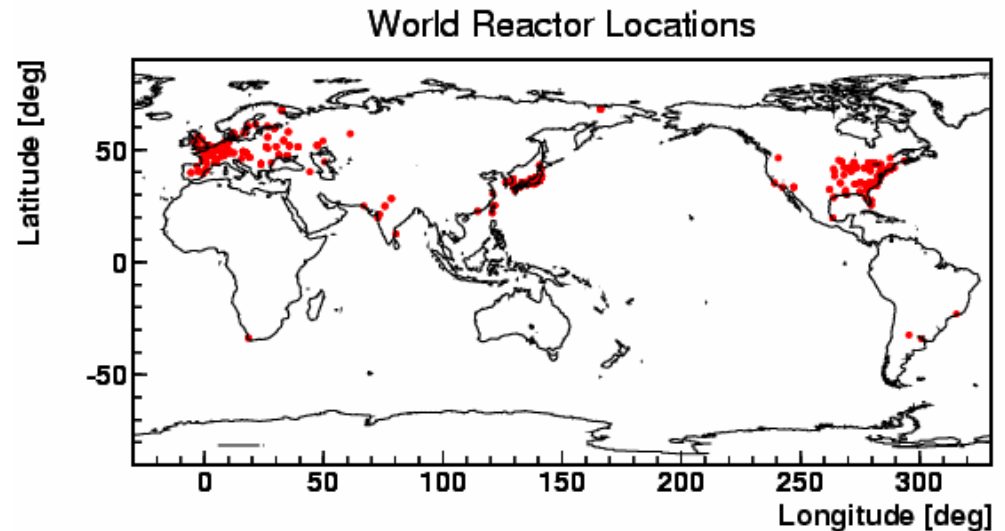 World Reactor Locations
Latitude [deg]
50
0
-50
0 50 100 150 200 250 300
Longitude [deg]